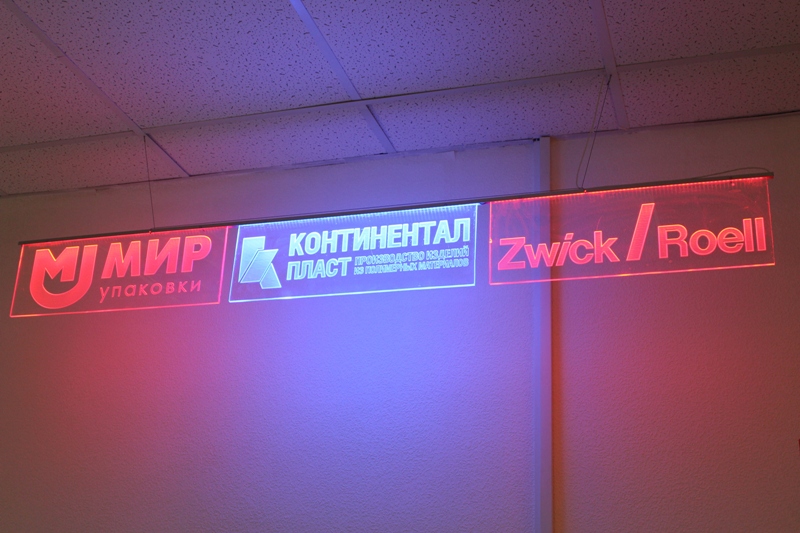 МИР
упаковки
КОНТИНЕНТАЛ
ПЛАСТ
ПРОИЗВОДСТВО ИЗДЕЛИЙ
ИЗ ПОЛИМЕРНЫХ МАТЕРИАЛОВ
Zwick / Roell